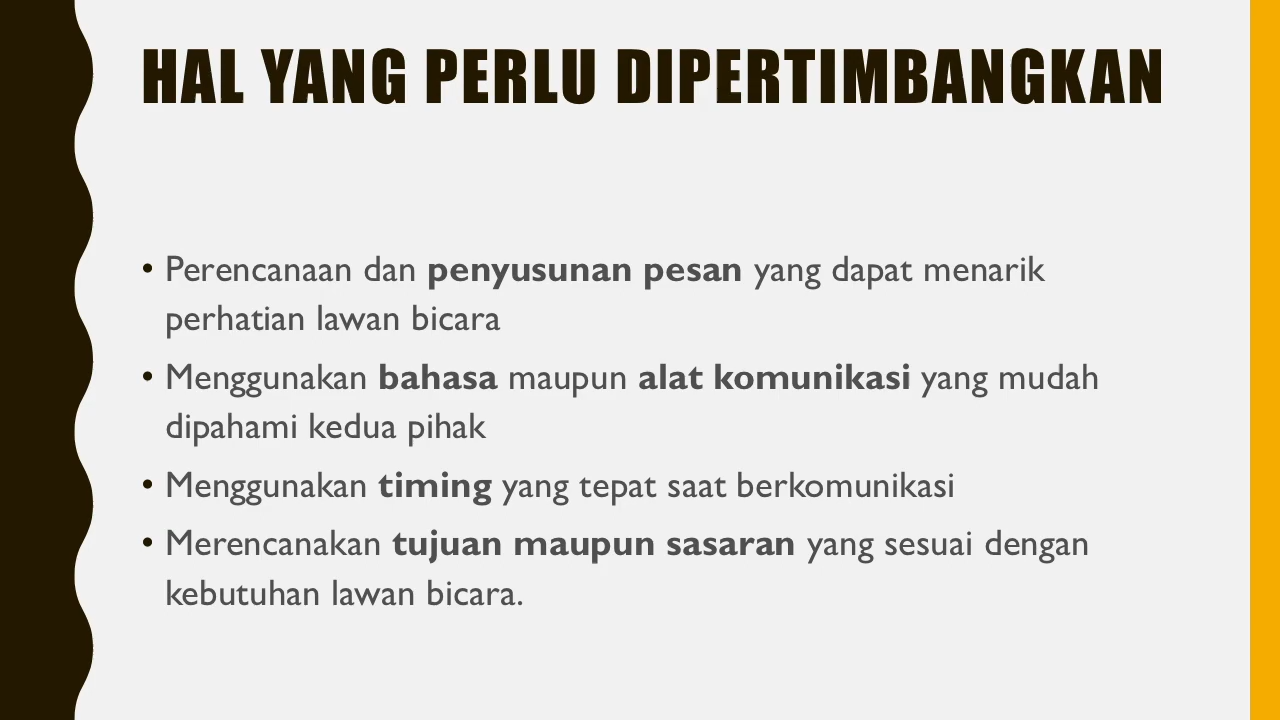 HAL YANG PERLU DIPERTIMBANGKAN
• Perencanaan dan penyusunan pesan yang dapat menarik
perhatian lawan bicara
• Menggunakan bahasa maupun alat komunikasi yang mudah
dipahami kedua pihak
• Menggunakan timing yang tepat saat berkomunikasi
• Merencanakan tujuan maupun sasaran yang sesuai dengan
kebutuhan lawan bicara.